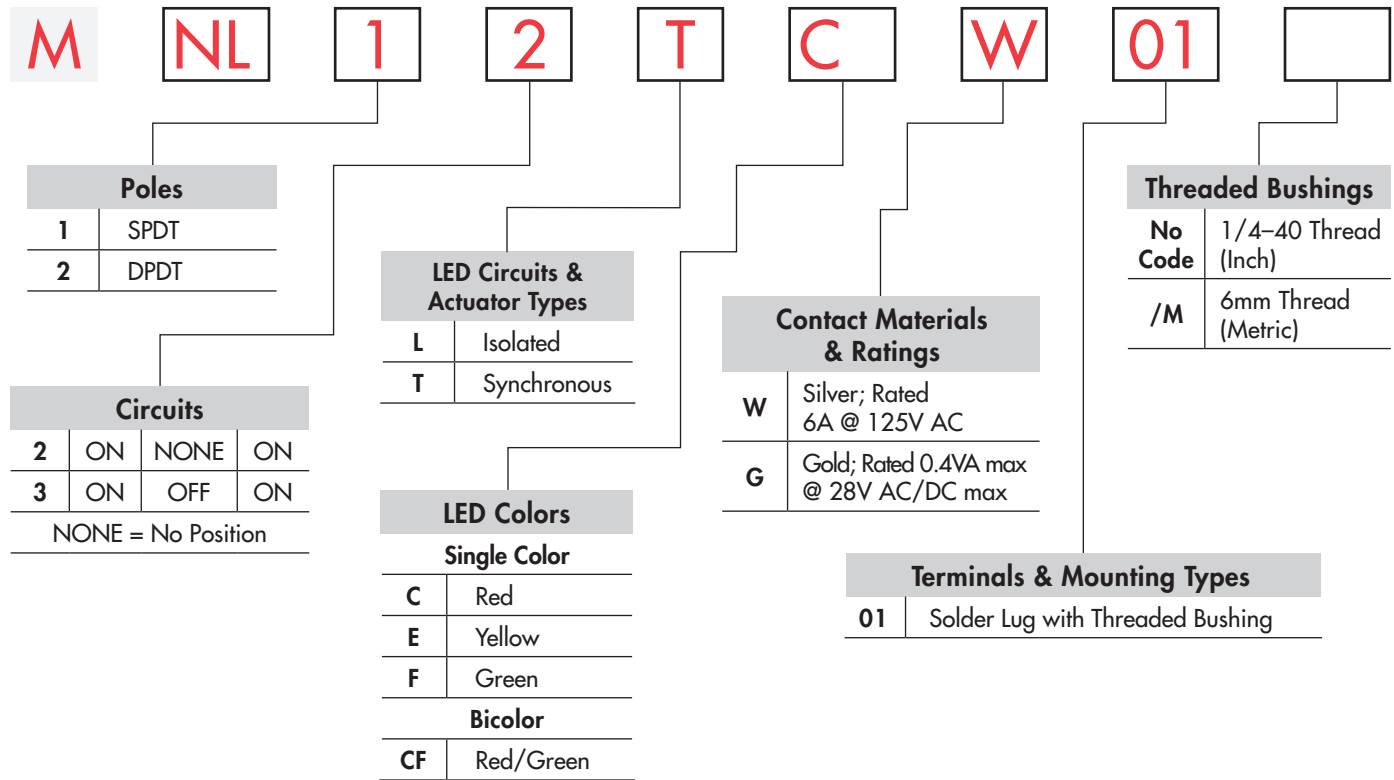 M NL 1 2 T C W 01
Poles
1 SPDT
2 DPDT
Circuits
2 ON NONE ON
3 ON OFF ON
NONE = No Position
LED Circuits &
Actuator Types
L Isolated
T Synchronous
LED Colors
Single Color
C Red
E Yellow
F Green
Bicolor
CF Red/Green
Contact Materials
& Ratings
W Silver; Rated
6A @ 125V AC
G Gold; Rated 0.4VA max
@ 28V AC/DC max
Terminals & Mounting Types
01 Solder Lug with Threaded Bushing
Threaded Bushings
No 1/4–40 Thread
Code (Inch)
/M 6mm Thread
(Metric)